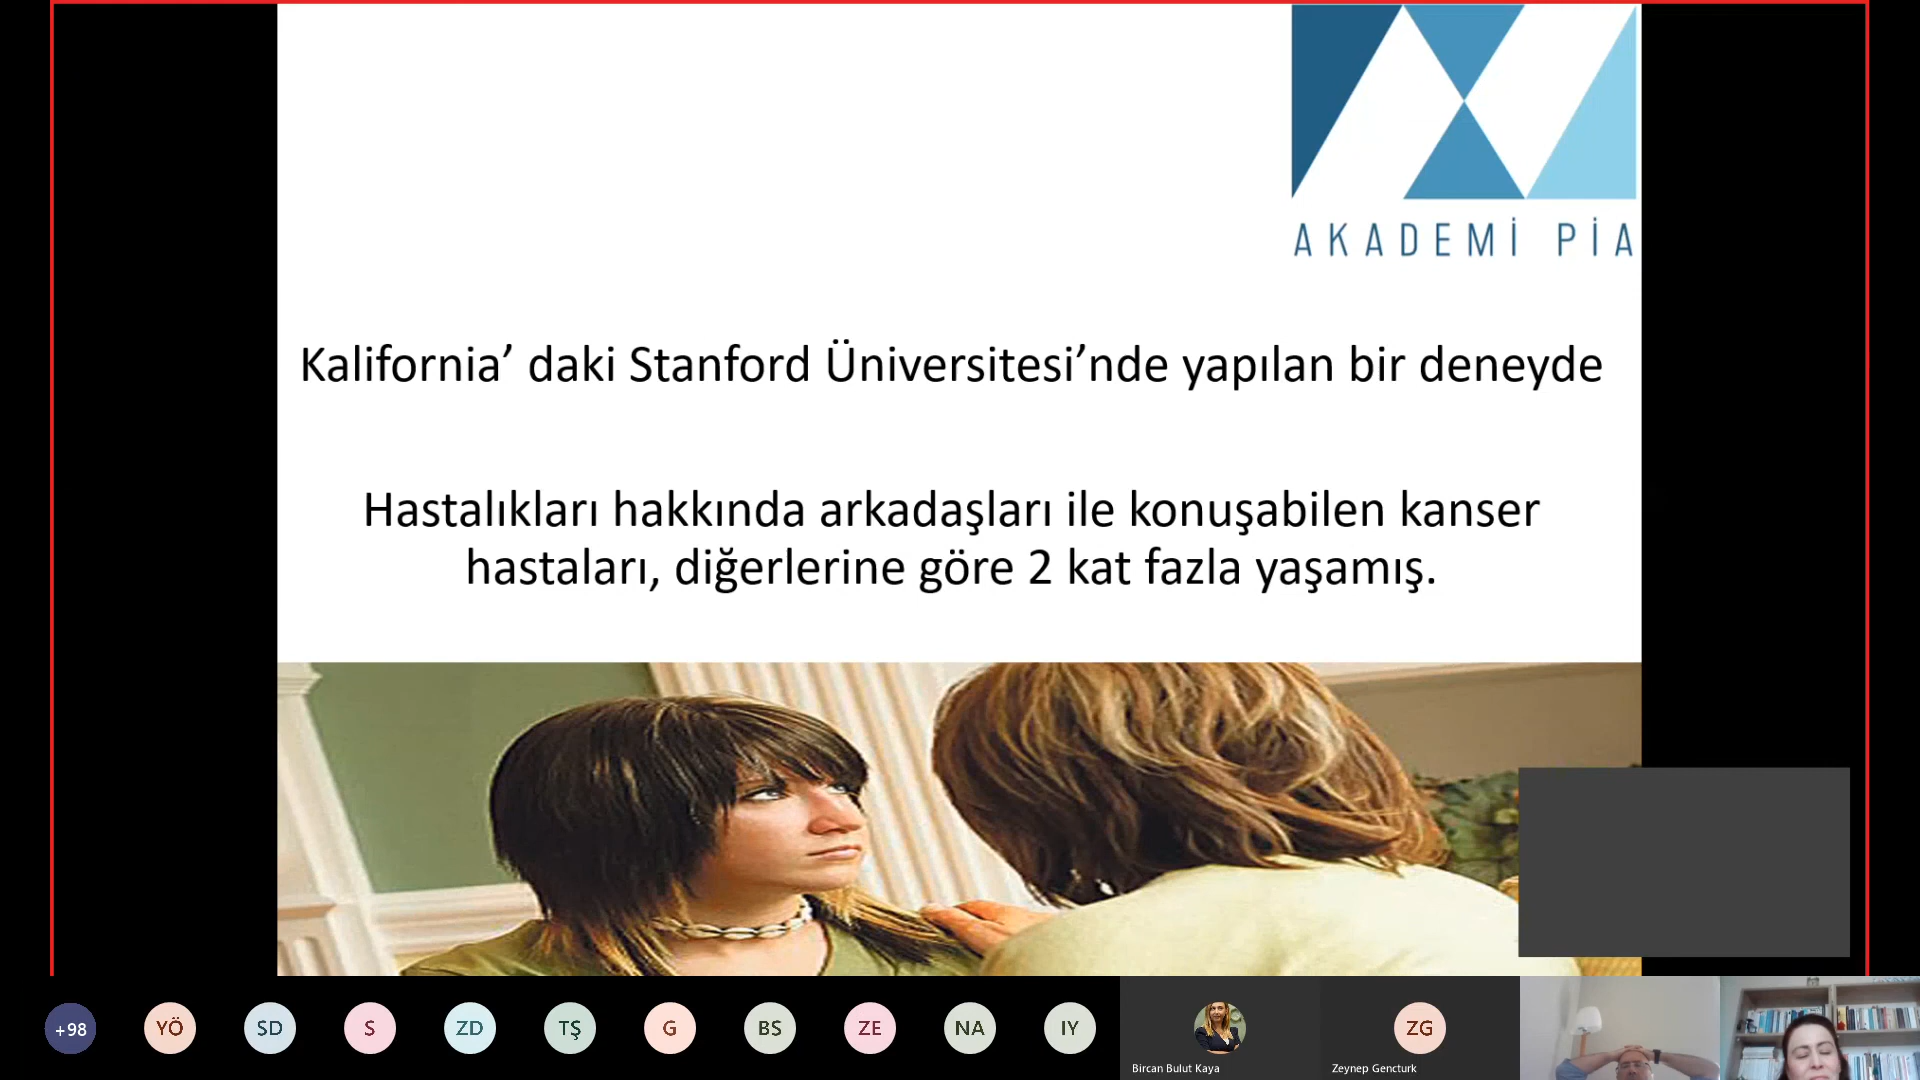 AKADEMİ PİA
Kalifornia’ daki Stanford Üniversitesi’nde yapılan bir deneyde
Hastalıkları hakkında arkadaşları ile konuşabilen kanser
hastaları, diğerlerine göre 2 kat fazla yaşamış.
+98 YÖ SD S ZD TŞ G BS ZE NA IY ZG
Bircan Bulut Kaya Zeynep Gencturk